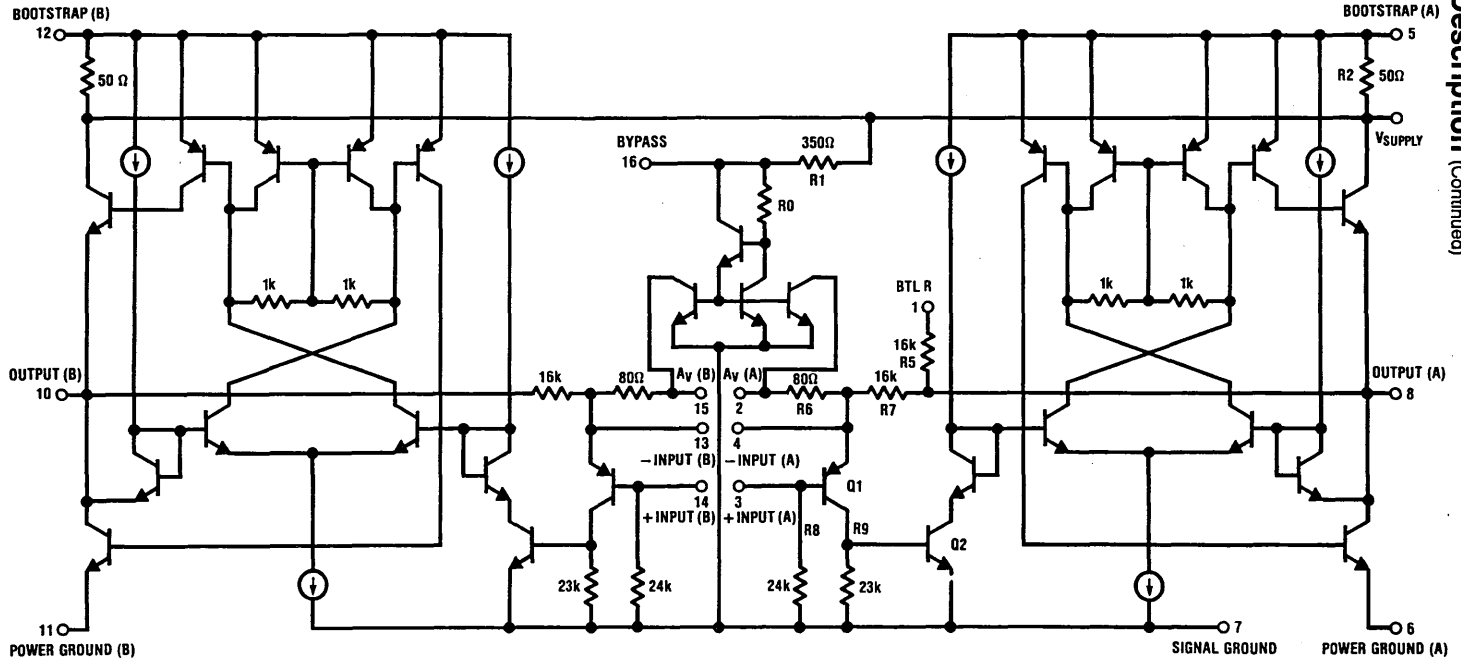 BOOTSTRAP (B)
BOOTSTRAP (A)
12
5
50 Ω
R2 50Ω
Description (Continued)
BYPASS
350Ω
VSUPPLY
16
R1
R0
1k 1k
BTL R
1k 1k
1
16k
R5
OUTPUT (B)
16k 80Ω AV (B) AV (A) 80Ω 16k
OUTPUT (A)
10
15 2 R6 R7
8
13 4
−INPUT (B) −INPUT (A)
14 3
Q1
+INPUT (B) +INPUT (A)
R8 R9
Q2
23k 24k 24k 23k
11
7
6
POWER GROUND (B)
SIGNAL GROUND
POWER GROUND (A)